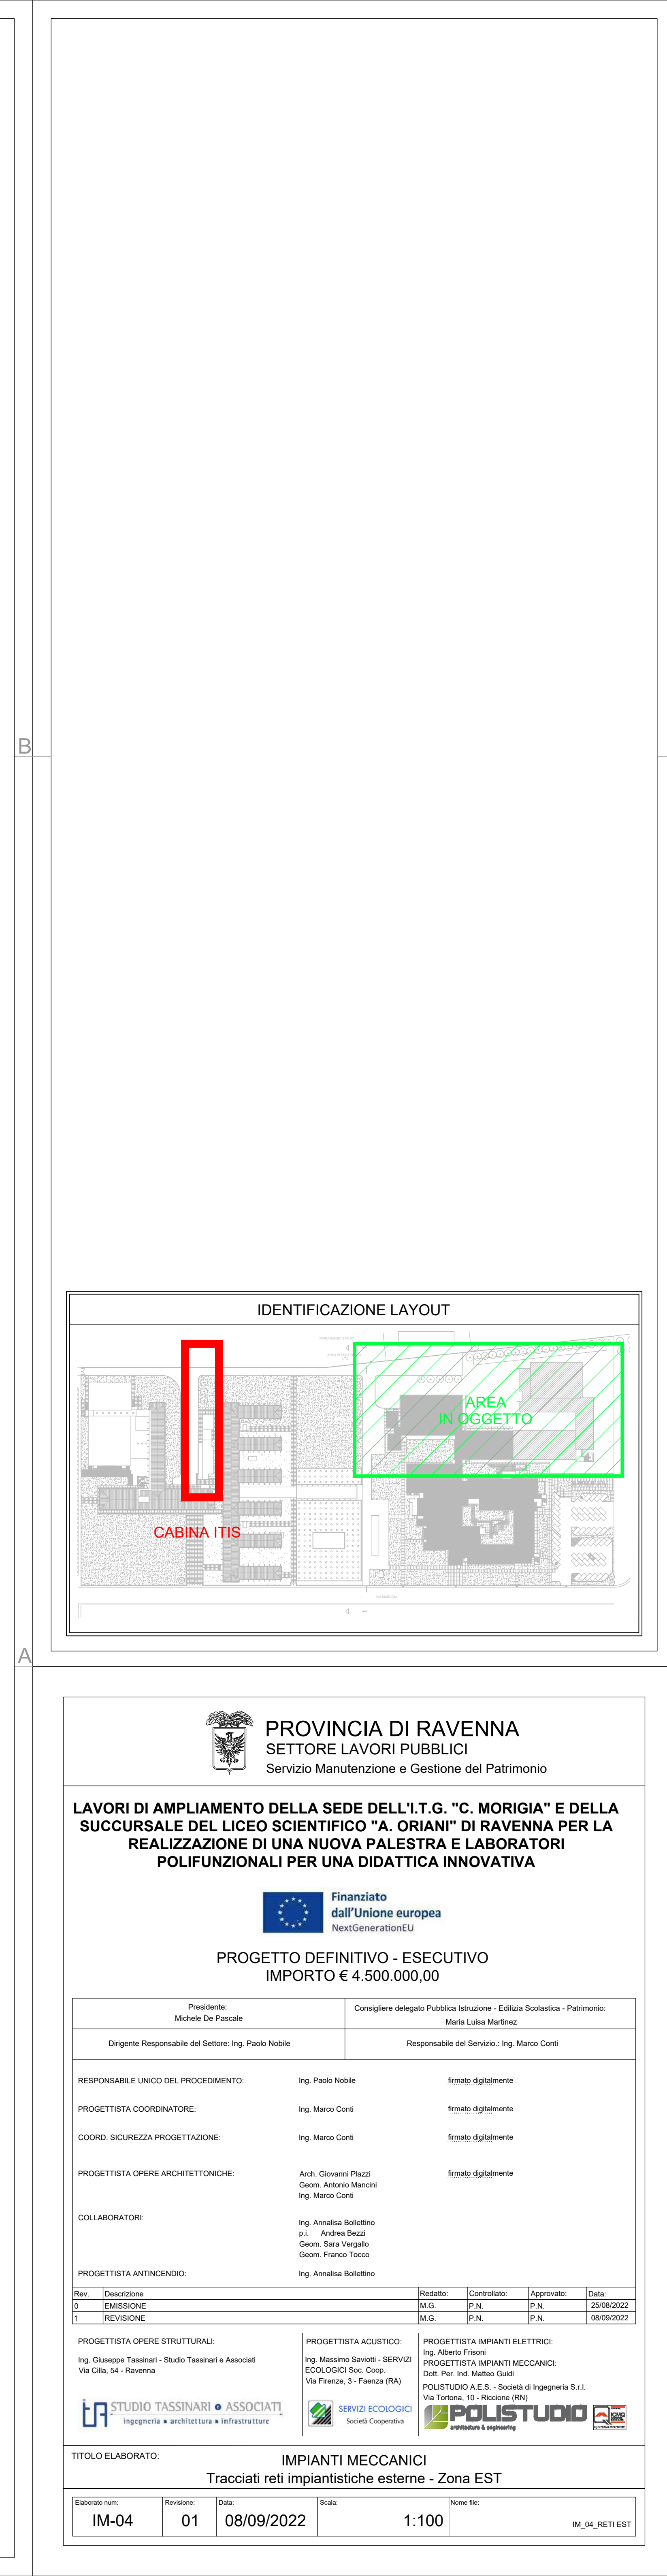 B
IDENTIFICAZIONE LAYOUT
AREA
IN OGGETTO
CABINA ITIS
A
PROVINCIA DI RAVENNA
SETTORE LAVORI PUBBLICI
Servizio Manutenzione e Gestione del Patrimonio
LAVORI DI AMPLIAMENTO DELLA SEDE DELL'I.T.G. "C. MORIGIA" E DELLA
SUCCURSALE DEL LICEO SCIENTIFICO "A. ORIANI" DI RAVENNA PER LA
REALIZZAZIONE DI UNA NUOVA PALESTRA E LABORATORI
POLIFUNZIONALI PER UNA DIDATTICA INNOVATIVA
Finanziato
dall'Unione europea
NextGenerationEU
PROGETTO DEFINITIVO - ESECUTIVO
IMPORTO € 4.500.000,00
Presidente:
Michele De Pascale
Consigliere delegato Pubblica Istruzione - Edilizia Scolastica - Patrimonio:
Maria Luisa Martinez
Dirigente Responsabile del Settore: Ing. Paolo Nobile
Responsabile del Servizio.: Ing. Marco Conti
RESPONSABILE UNICO DEL PROCEDIMENTO: Ing. Paolo Nobile firmato digitalmente
PROGETTISTA COORDINATORE: Ing. Marco Conti firmato digitalmente
COORD. SICUREZZA PROGETTAZIONE: Ing. Marco Conti firmato digitalmente
PROGETTISTA OPERE ARCHITETTONICHE: Arch. Giovanni Plazzi firmato digitalmente
Geom. Antonio Mancini
Ing. Marco Conti
COLLABORATORI:
Ing. Annalisa Bollettino
p.i. Andrea Bezzi
Geom. Sara Vergallo
Geom. Franco Tocco
PROGETTISTA ANTINCENDIO: Ing. Annalisa Bollettino
Rev. Descrizione Redatto: Controllato: Approvato: Data:
0 EMISSIONE M.G. P.N. P.N. 25/08/2022
1 REVISIONE M.G. P.N. P.N. 08/09/2022
PROGETTISTA OPERE STRUTTURALI:
Ing. Giuseppe Tassinari - Studio Tassinari e Associati
Via Cilla, 54 - Ravenna
STUDIO TASSINARI e ASSOCIATI
ingegneria architettura infrastrutture
PROGETTISTA ACUSTICO:
Ing. Massimo Saviotti - SERVIZI
ECOLOGICI Soc. Coop.
Via Firenze, 3 - Faenza (RA)
SERVIZI ECOLOGICI
Società Cooperativa
PROGETTISTA IMPIANTI ELETTRICI:
Ing. Alberto Frisoni
PROGETTISTA IMPIANTI MECCANICI:
Dott. Per. Ind. Matteo Guidi
POLISTUDIO A.E.S. - Società di Ingegneria S.r.l.
Via Tortona, 10 - Riccione (RN)
POLISTUDIO
architecture & engineering
ICMQ
TITOLO ELABORATO:
IMPIANTI MECCANICI
Tracciati reti impiantistiche esterne - Zona EST
Elaborato num: Revisione: Data: Scala: Nome file:
IM-04 01 08/09/2022 1:100 IM_04_RETI EST